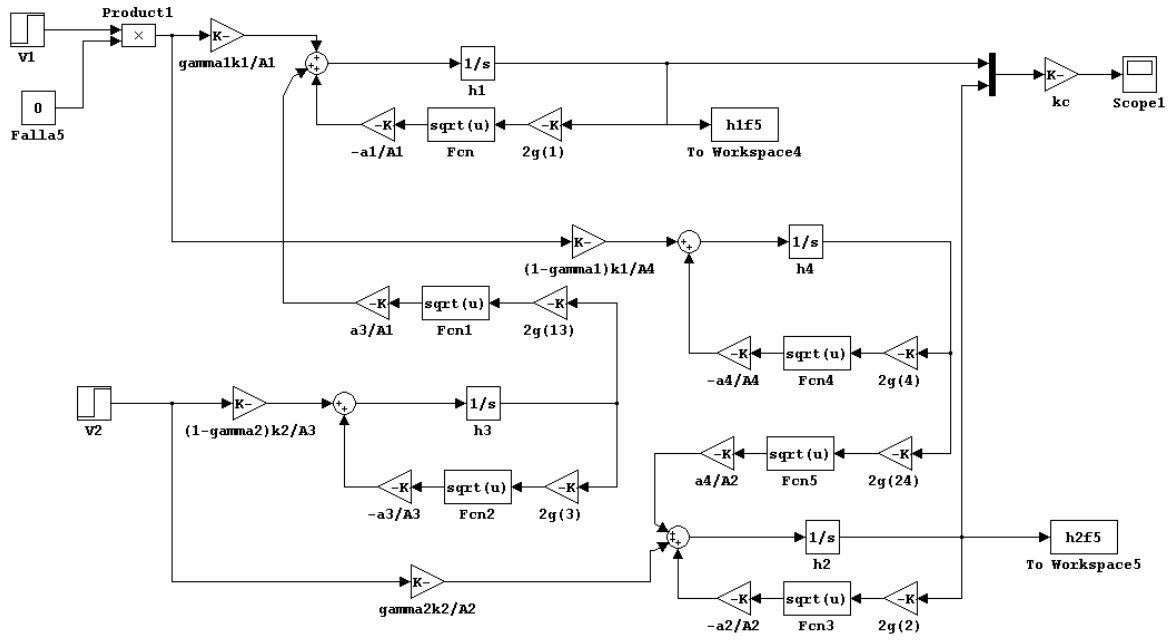 Product1
V1
×
K-
gamma1k1/A1
0
Falla5
+
+
+
1/s
h1
K-
kc
Scope1
-K
-a1/A1
sqrt(u)
Fcn
-K
2g(1)
h1f5
To Workspace4
K-
(1-gamma1)k1/A4
+
+
1/s
h4
-K
a3/A1
sqrt(u)
Fcn1
-K
2g(13)
-K
-a4/A4
sqrt(u)
Fcn4
-K
2g(4)
V2
K-
(1-gamma2)k2/A3
+
+
1/s
h3
-K
a4/A2
sqrt(u)
Fcn5
-K
2g(24)
-K
-a3/A3
sqrt(u)
Fcn2
-K
2g(3)
+
+
+
1/s
h2
h2f5
To Workspace5
K-
gamma2k2/A2
-K
-a2/A2
sqrt(u)
Fcn3
-K
2g(2)